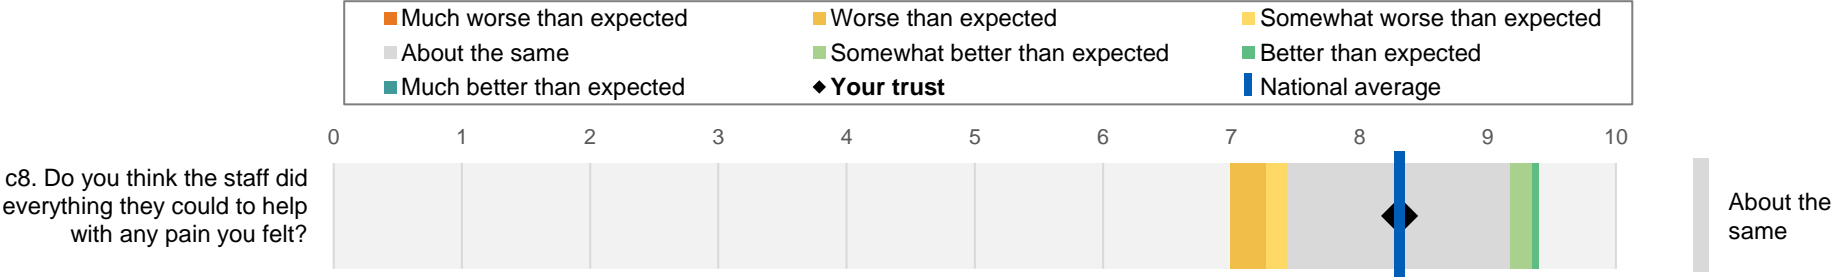 Much worse than expected
Worse than expected
Somewhat worse than expected
About the same
Somewhat better than expected
Better than expected
Much better than expected
Your trust
National average
0 1 2 3 4 5 6 7 8 9 10
c8. Do you think the staff did
everything they could to help
with any pain you felt?
About the
same